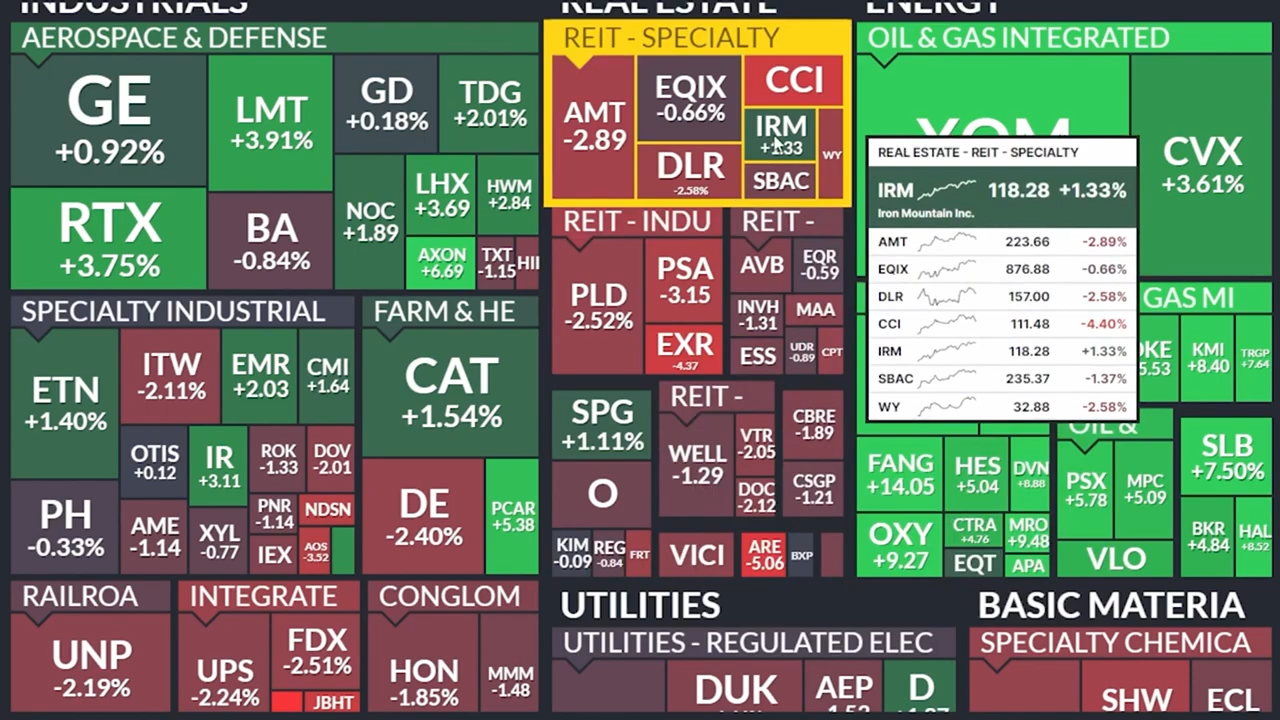 INDUSTRIALS
AEROSPACE & DEFENSE
GE
+0.92%
LMT
+3.91%
GD
+0.18%
TDG
+2.01%
RTX
+3.75%
BA
-0.84%
NOC
+1.89
LHX
+3.69
HWM
+2.84
AXON
+6.69
TXT
-1.15
HII
SPECIALTY INDUSTRIAL
ETN
+1.40%
ITW
-2.11%
EMR
+2.03
CMI
+1.64
OTIS
+0.12
IR
+3.11
ROK
-1.33
DOV
-2.01
PH
-0.33%
AME
-1.14
XYL
-0.77
PNR
-1.14
NDSN
IEX
AOS
-3.52
FARM & HE
CAT
+1.54%
DE
-2.40%
PCAR
+5.38
RAILROA
UNP
-2.19%
INTEGRATE
UPS
-2.24%
FDX
-2.51%
JBHT
CONGLOM
HON
-1.85%
MMM
-1.48
REAL ESTATE
REIT - SPECIALTY
AMT
-2.89
EQIX
-0.66%
CCI
IRM
DLR
-2.58%
SBAC
WY
REIT - INDU
PLD
-2.52%
PSA
-3.15
EXR
-4.37
REIT -
AVB
EQR
-0.59
INVH
-1.31
MAA
ESS
UDR
-0.89
CPT
SPG
+1.11%
O
KIM
-0.09
REG
-0.84
FRT
REIT -
WELL
-1.29
VTR
-2.05
DOC
-2.12
CBRE
-1.89
CSGP
-1.21
VICI
ARE
-5.06
BXP
UTILITIES
UTILITIES - REGULATED ELEC
DUK
AEP
D
ENERGY
OIL & GAS INTEGRATED
XOM
CVX
+3.61%
REAL ESTATE - REIT - SPECIALTY
IRM 118.28 +1.33%
Iron Mountain Inc.
AMT 223.66 -2.89%
EQIX 876.88 -0.66%
DLR 157.00 -2.58%
CCI 111.48 -4.40%
IRM 118.28 +1.33%
SBAC 235.37 -1.37%
WY 32.88 -2.58%
GAS MI
KMI
+8.40
TRGP
+7.64
FANG
+14.05
HES
+5.04
DVN
+8.88
OXY
+9.27
CTRA
+4.76
MRO
+9.48
EQT
APA
OIL &
PSX
+5.78
MPC
+5.09
VLO
SLB
+7.50%
BKR
+4.84
HAL
+8.52
BASIC MATERIA
SPECIALTY CHEMICA
SHW
ECL